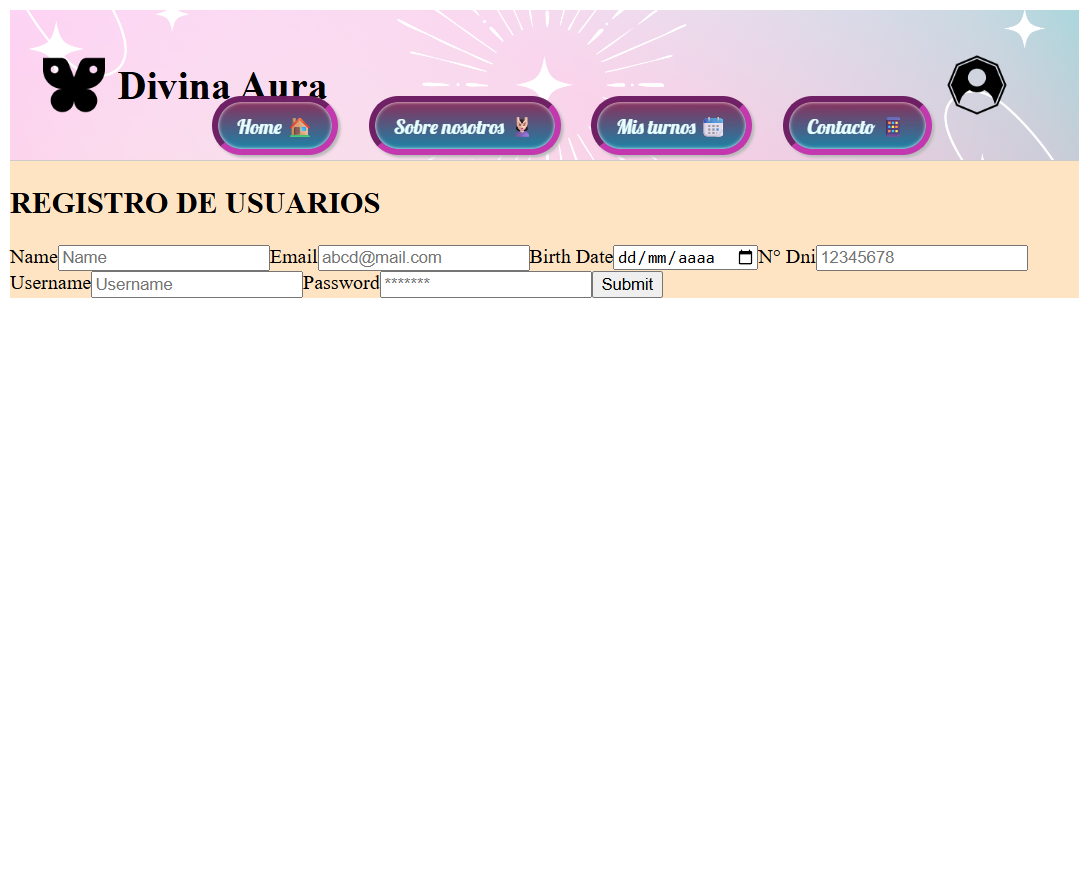 Divina Aura
Home Sobre nosotros Mis turnos Contacto
REGISTRO DE USUARIOS
Name Name Email abcd@mail.com Birth Date dd/mm/aaaa N° Dni 12345678
Username Username Password ******* Submit